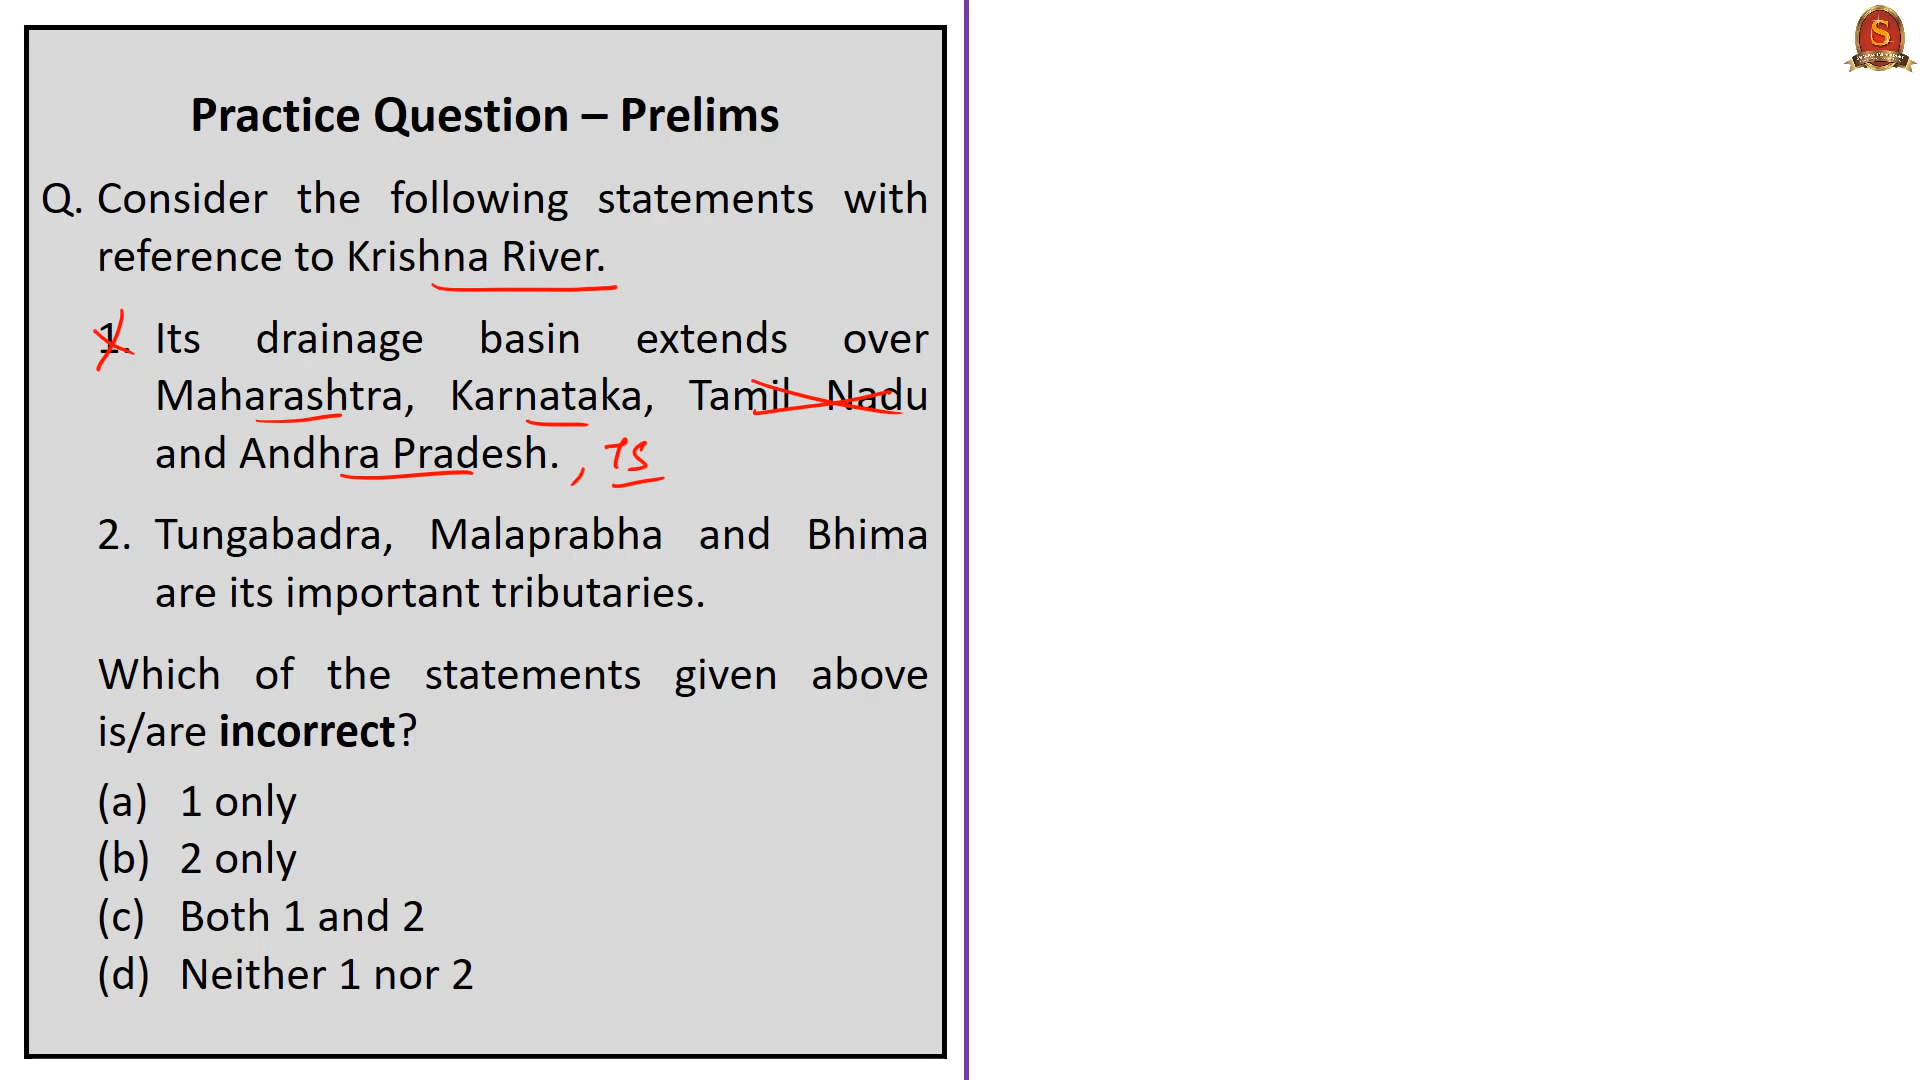 Practice Question – Prelims
Q. Consider the following statements with
reference to Krishna River.
1. Its drainage basin extends over
Maharashtra, Karnataka, Tamil Nadu
and Andhra Pradesh. , TS
2. Tungabadra, Malaprabha and Bhima
are its important tributaries.
Which of the statements given above
is/are incorrect?
(a) 1 only
(b) 2 only
(c) Both 1 and 2
(d) Neither 1 nor 2
S